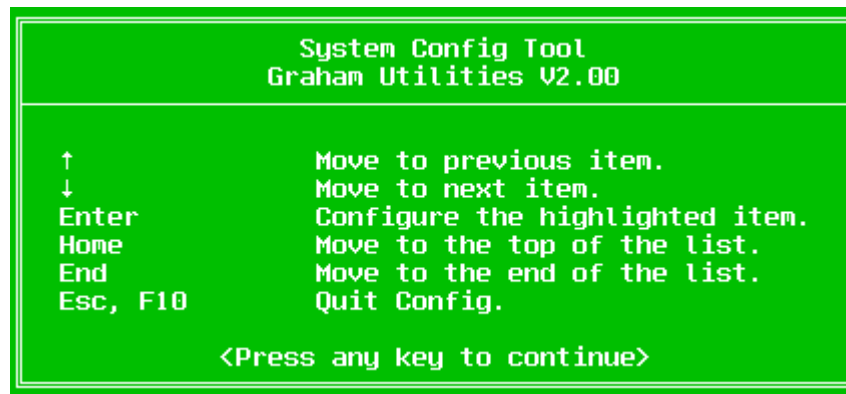 System Config Tool
Graham Utilities V2.00
↑ Move to previous item.
↓ Move to next item.
Enter Configure the highlighted item.
Home Move to the top of the list.
End Move to the end of the list.
Esc, F10 Quit Config.
<Press any key to continue>